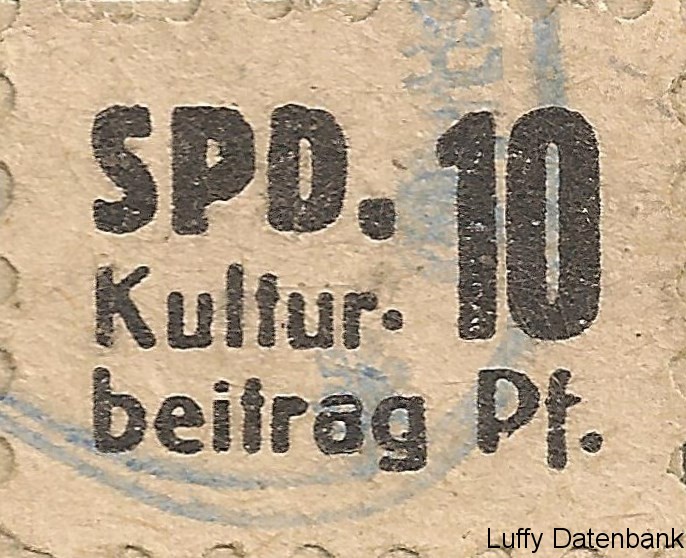 SPD. 10
Kultur-
beitrag Pf.
Luffy Datenbank